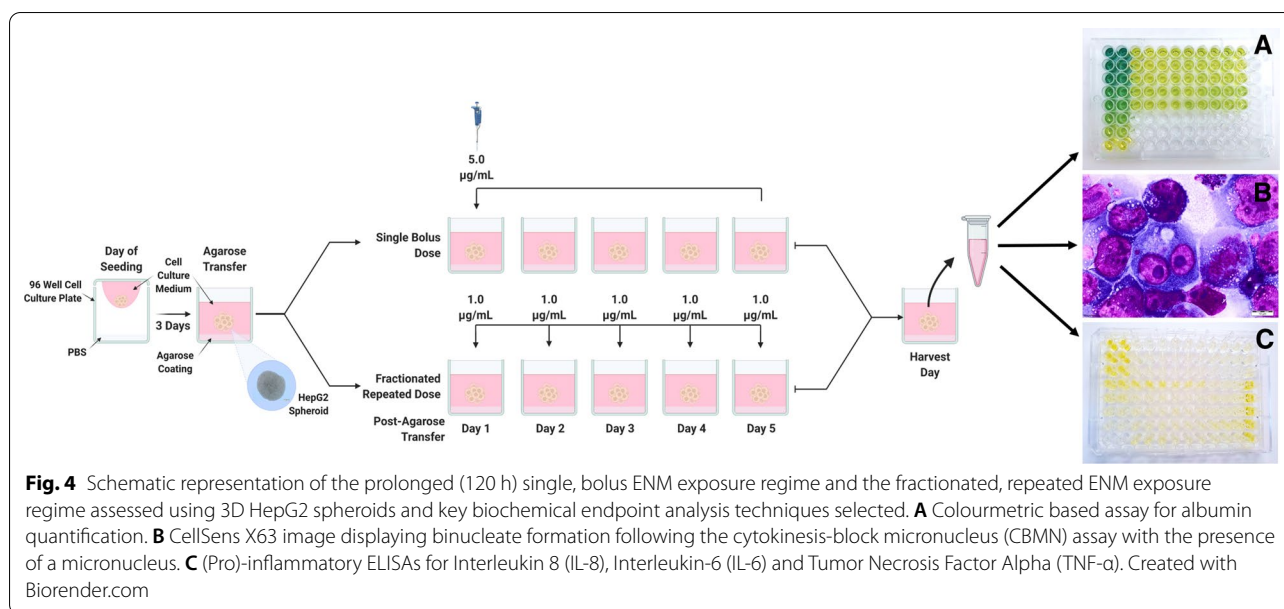 A
5.0
µg/mL
B
Day of
Seeding
Cell
Culture
Medium
Agarose
Transfer
96 Well Cell
Culture Plate
3 Days
PBS
Agarose
Coating
HepG2
Spheroid
Single Bolus
Dose
1.0
µg/mL
1.0
µg/mL
1.0
µg/mL
1.0
µg/mL
1.0
µg/mL
Fractionated
Repeated Dose
Post-Agarose
Transfer
Day 1
Day 2
Day 3
Day 4
Day 5
Harvest
Day
C
Fig. 4 Schematic representation of the prolonged (120 h) single, bolus ENM exposure regime and the fractionated, repeated ENM exposure
regime assessed using 3D HepG2 spheroids and key biochemical endpoint analysis techniques selected. A Colourmetric based assay for albumin
quantification. B CellSens X63 image displaying binucleate formation following the cytokinesis-block micronucleus (CBMN) assay with the presence
of a micronucleus. C (Pro)-inflammatory ELISAs for Interleukin 8 (IL-8), Interleukin-6 (IL-6) and Tumor Necrosis Factor Alpha (TNF-α). Created with
Biorender.com